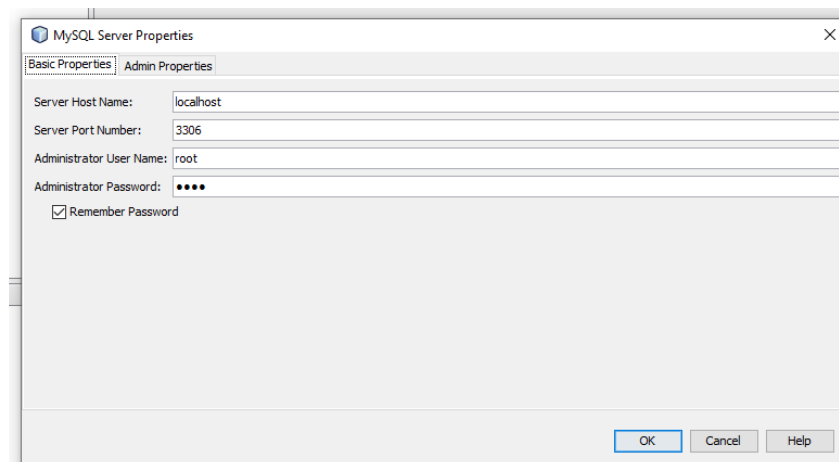 MySQL Server Properties
Basic Properties Admin Properties
Server Host Name: localhost
Server Port Number: 3306
Administrator User Name: root
Administrator Password: ••••
Remember Password
OK Cancel Help